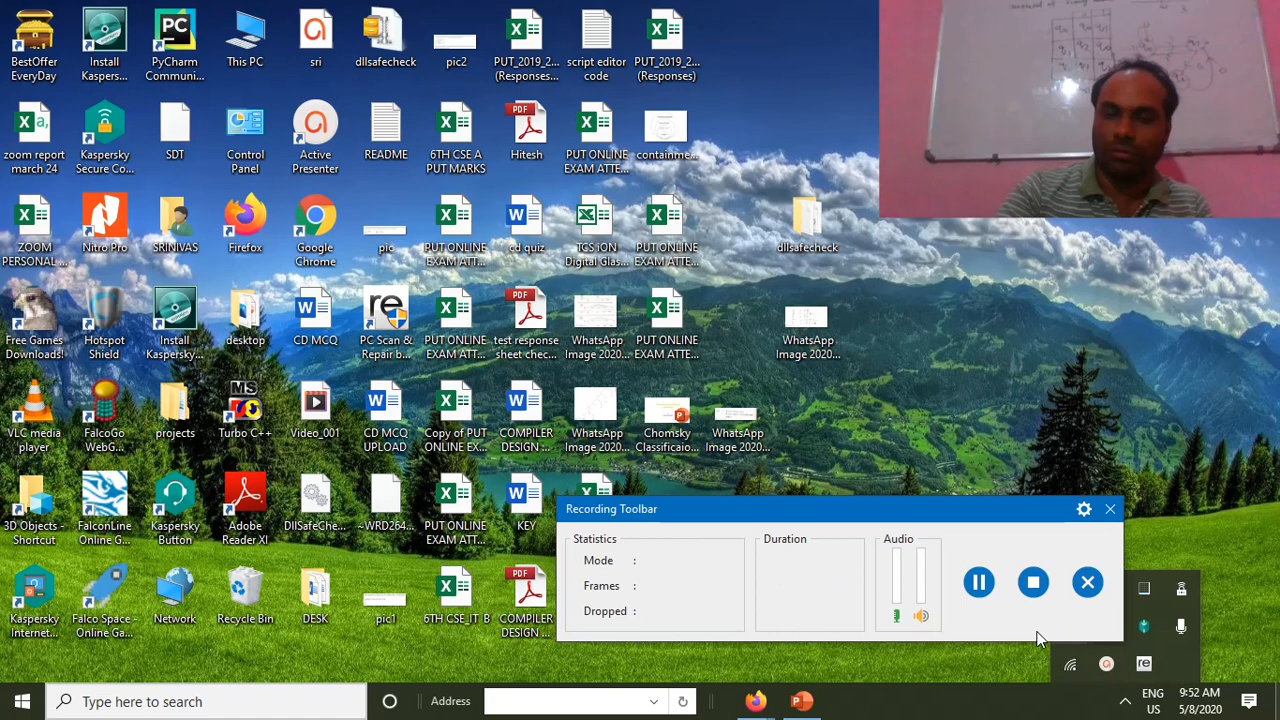 BestOffer EveryDay
Install Kaspers...
PyCharm Communi...
This PC
sri
dllsafecheck
pic2
PUT_2019_2... (Responses...
script editor code
PUT_2019_2... (Responses)
zoom report march 24
Kaspersky Secure Co...
SDT
Control Panel
Active Presenter
README
6TH CSE A PUT MARKS
PDF
Hitesh
PUT ONLINE EXAM ATTE...
containme...
ZOOM PERSONAL ...
Nitro Pro
SRINIVAS
Firefox
Google Chrome
pic
PUT ONLINE EXAM ATT...
cd quiz
TCS iON Digital Glas...
PUT ONLINE EXAM ATTE...
dllsafecheck
Free Games Downloads!
Hotspot Shield
Install Kaspersky...
desktop
CD MCQ
re
PC Scan & Repair b...
PUT ONLINE EXAM ATT...
PDF
test response sheet chec...
WhatsApp Image 2020...
PUT ONLINE EXAM ATTE...
WhatsApp Image 2020...
VLC media player
FalcoGo WebG...
projects
MS
Turbo C++
Video_001
CD MCQ UPLOAD
Copy of PUT ONLINE EX...
COMPILER DESIGN ...
WhatsApp Image 2020...
Chomsky Classificaio...
WhatsApp Image 2020...
3D Objects - Shortcut
FalconLine Online G...
Kaspersky Button
Adobe Reader XI
DllSafeChe...
~WRD264...
PUT ONLINE EXAM ATT...
KEY
Kaspersky Internet...
Falco Space - Online Ga...
Network
Recycle Bin
DESK
pic1
6TH CSE_IT_B
PDF
COMPILER DESIGN ...
Recording Toolbar
Statistics
Duration
Audio
Mode :
Frames :
Dropped :
re
Type here to search
Address
ENG
US
9:52 AM
5/8/2020